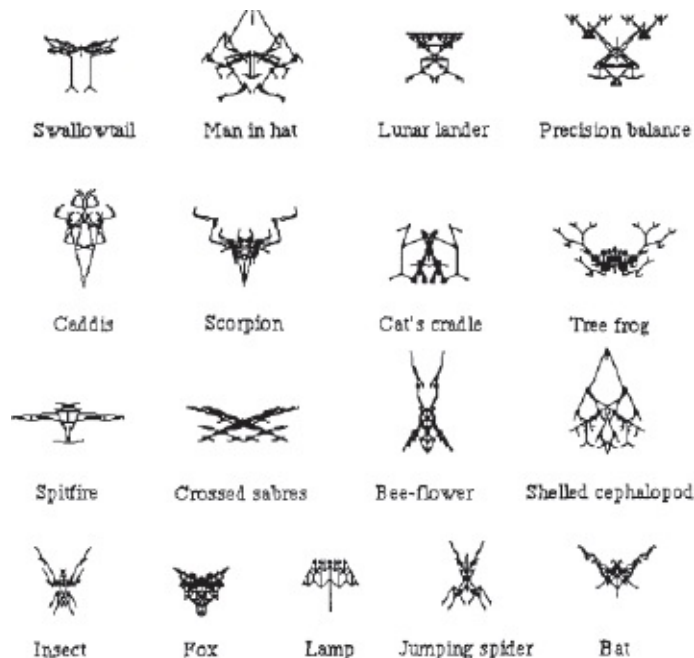 Swallowtail Man in hat Lunar lander Precision balance
Caddis Scorpion Cat's cradle Tree frog
Spitfire Crossed sabres Bee-flower Shelled cephalopod
Insect Fox Lamp Jumping spider Bat